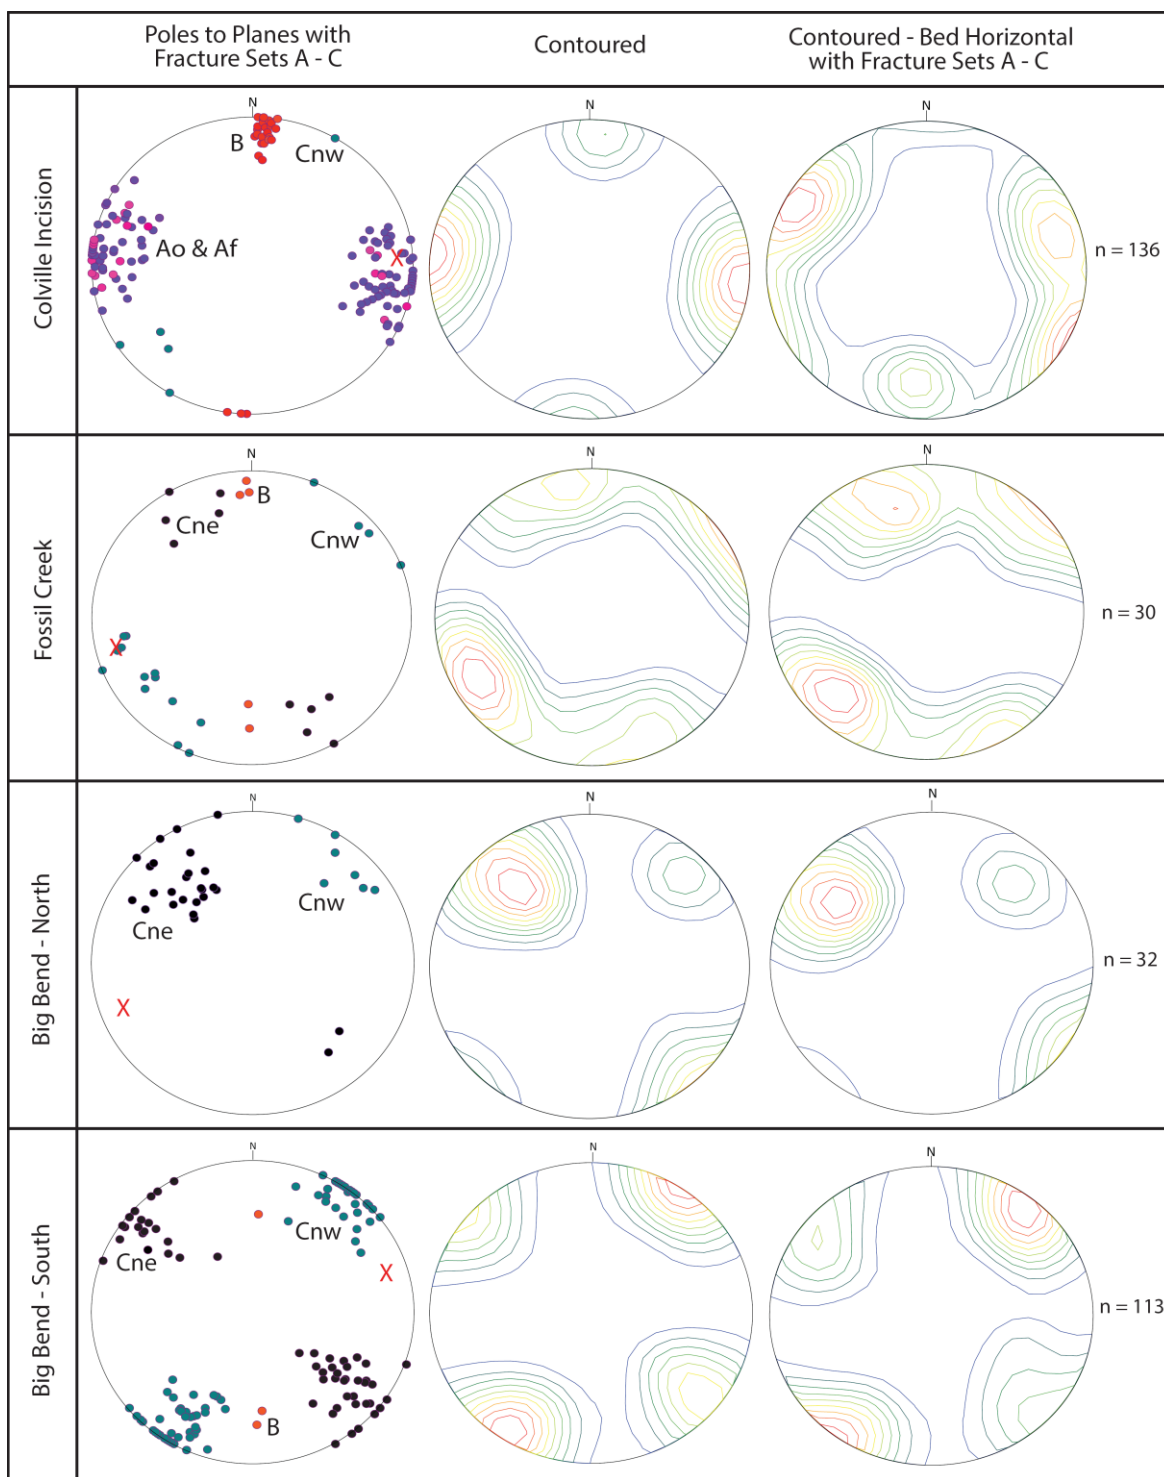 Poles to Planes with
Fracture Sets A - C
Contoured
Contoured - Bed Horizontal
with Fracture Sets A - C
Colville Incision
N
B
Cnw
Ao & Af
X
N
N
n = 136
Fossil Creek
N
B
Cne
Cnw
X
N
N
n = 30
Big Bend - North
N
Cnw
Cne
X
N
N
n = 32
Big Bend - South
N
Cnw
Cne
X
B
N
N
n = 113